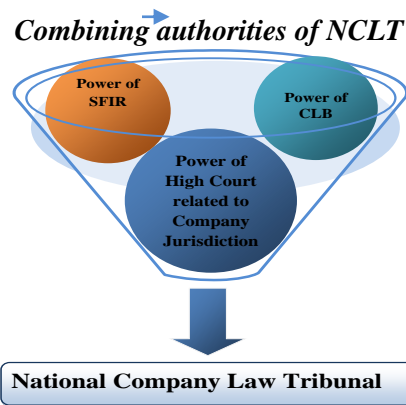 Combining authorities of NCLT
Power of
SFIR
Power of
CLB
Power of
High Court
related to
Company
Jurisdiction
National Company Law Tribunal